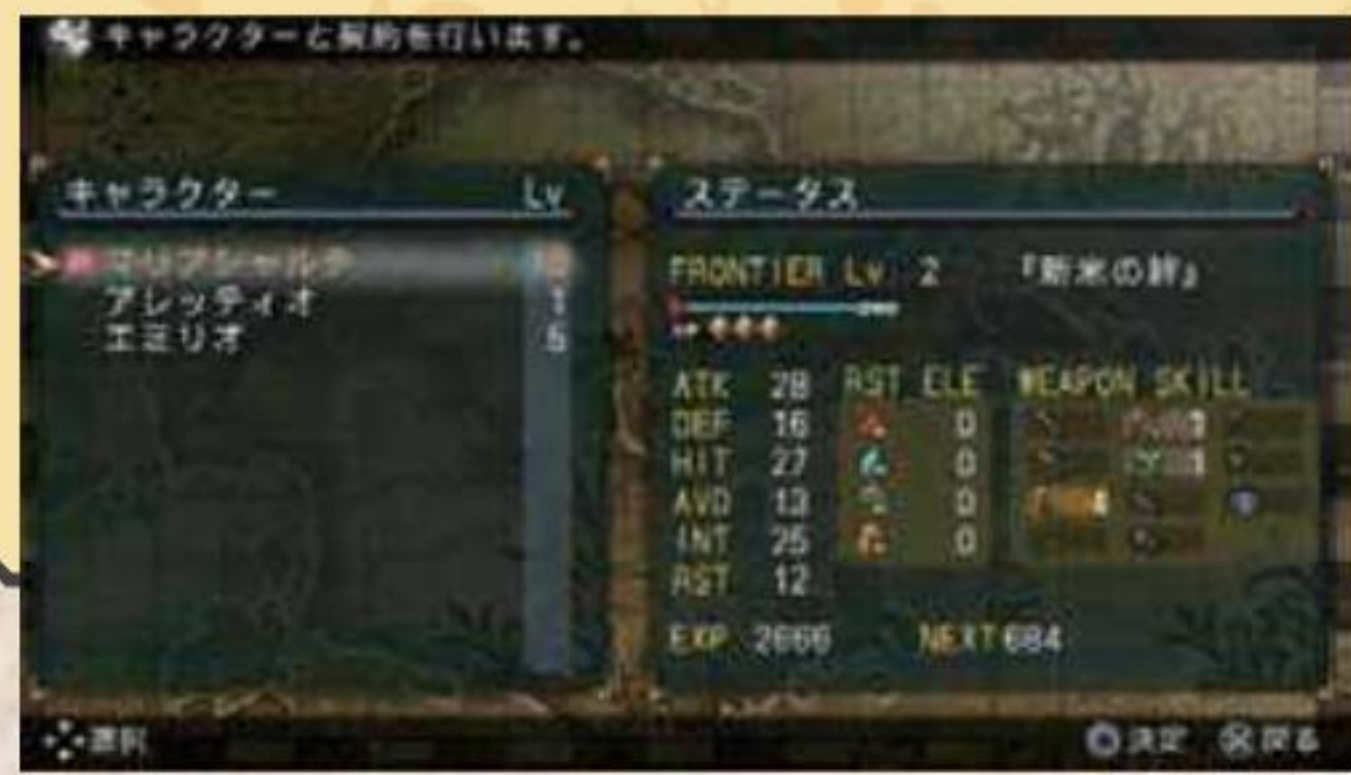 キャラクターと契約を行います。
キャラクター Lv
アレッティオ 1
エミリオ 5
ステータス
FRONTIER Lv 2 『新米の絆』
ATK 28
DEF 16
HIT 27
AVD 13
INT 25
RST 12
RST ELE
0
0
0
0
WEAPON SKILL
EXP 2666 NEXT 684
選択
決定 戻る